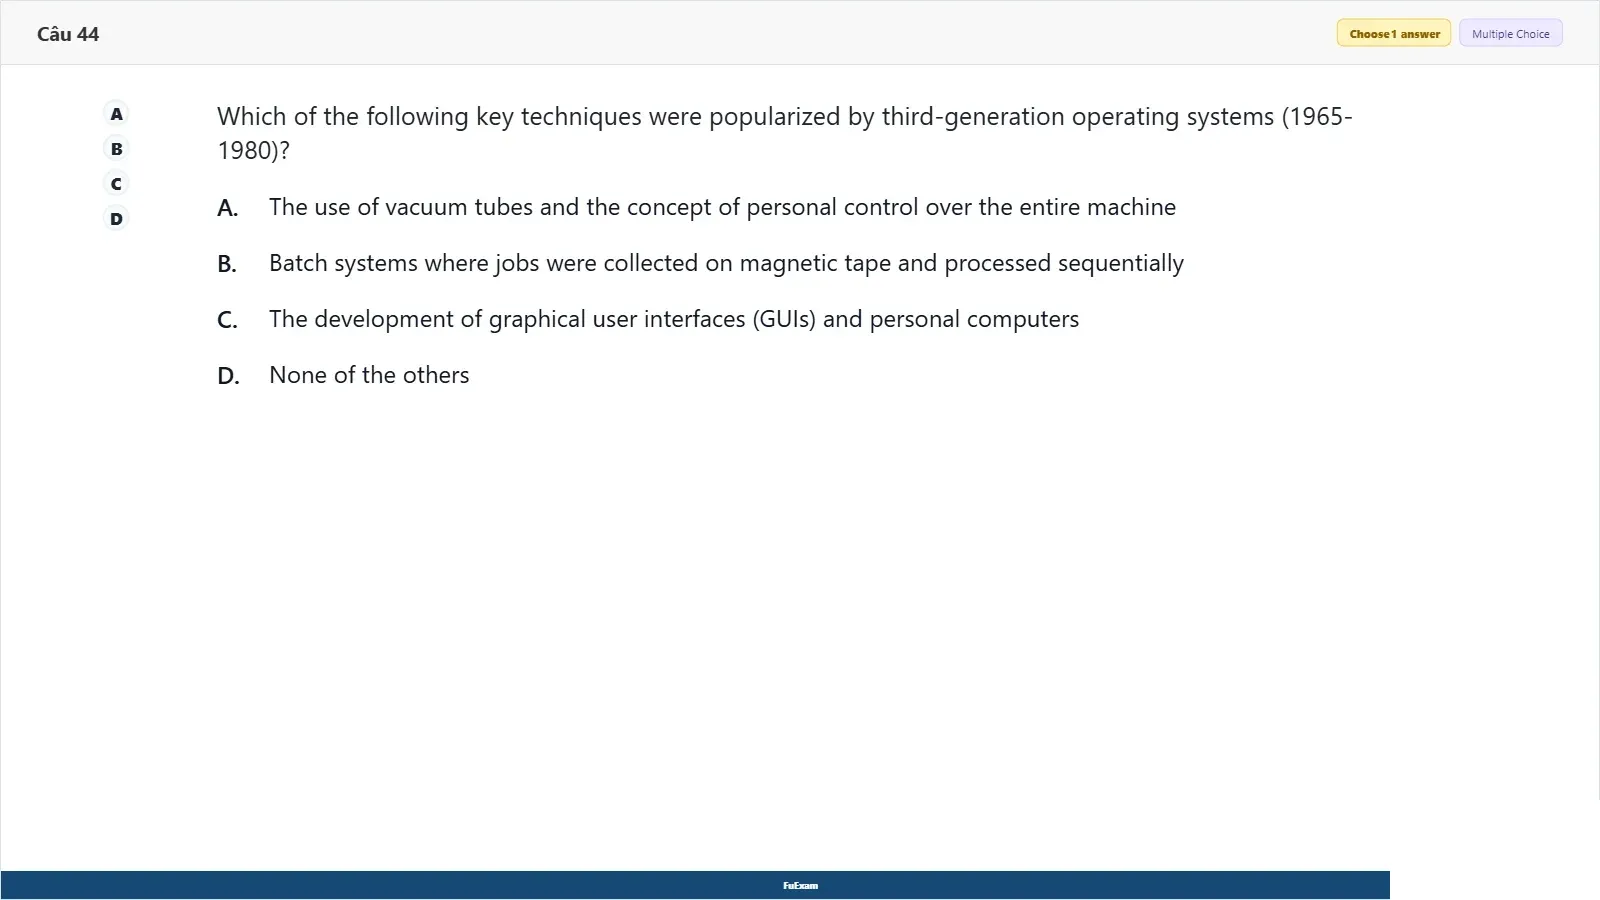 Câu 44
Choose 1 answer
Multiple Choice
A
B
C
D
Which of the following key techniques were popularized by third-generation operating systems (1965-
1980)?
A. The use of vacuum tubes and the concept of personal control over the entire machine
B. Batch systems where jobs were collected on magnetic tape and processed sequentially
C. The development of graphical user interfaces (GUIs) and personal computers
D. None of the others
FuExam